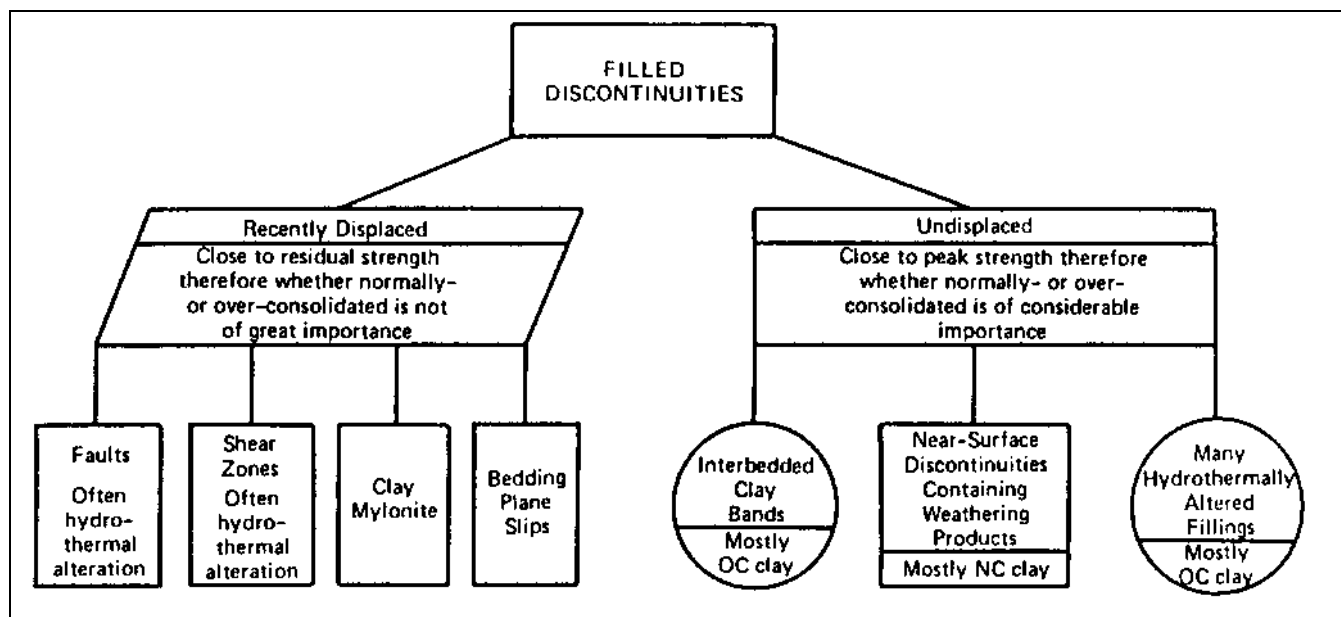 FILLED
DISCONTINUITIES
Recently Displaced
Close to residual strength
therefore whether normally-
or over-consolidated is not
of great importance
Undisplaced
Close to peak strength therefore
whether normally- or over-
consolidated is of considerable
importance
Faults
Often
hydro-
thermal
alteration
Shear
Zones
Often
hydro-
thermal
alteration
Clay
Mylonite
Bedding
Plane
Slips
Interbedded
Clay
Bands
Mostly
OC clay
Near-Surface
Discontinuities
Containing
Weathering
Products
Mostly NC clay
Many
Hydrothermally
Altered
Fillings
Mostly
OC clay